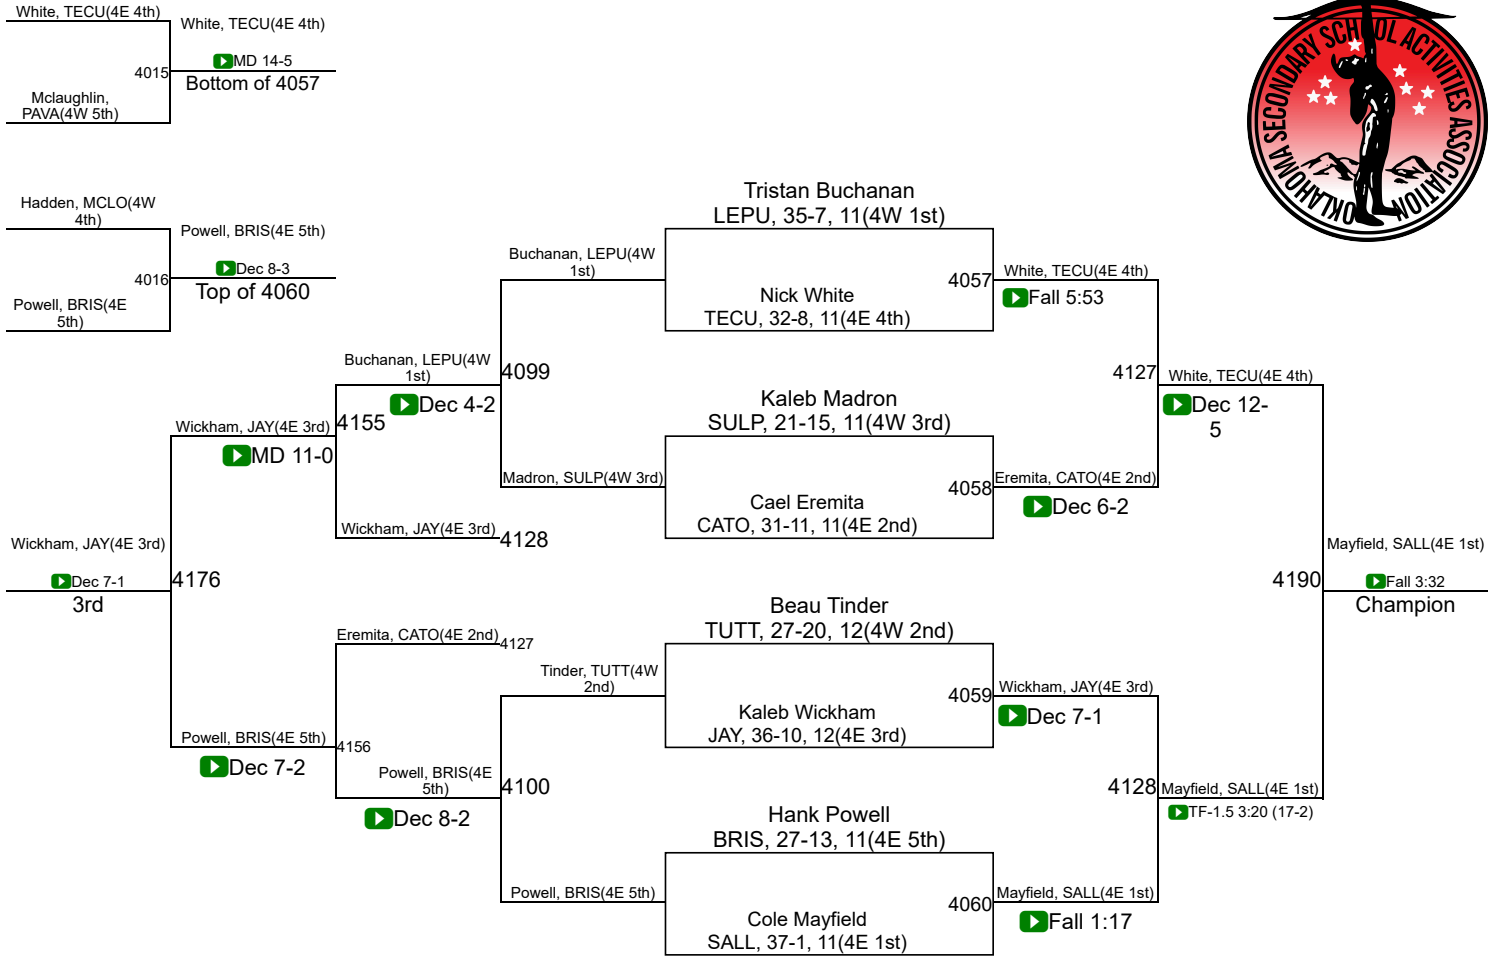 White, TECU(4E 4th)
White, TECU(4E 4th)
4015
MD 14-5
Bottom of 4057
Mclaughlin,
PAVA(4W 5th)
OKLAHOMA SECONDARY SCHOOL ACTIVITIES ASSOCIATION
Hadden, MCLO(4W
4th)
Powell, BRIS(4E 5th)
4016
Dec 8-3
Top of 4060
Powell, BRIS(4E
5th)
Tristan Buchanan
LEPU, 35-7, 11(4W 1st)
Buchanan, LEPU(4W
1st)
4057
White, TECU(4E 4th)
Fall 5:53
Nick White
TECU, 32-8, 11(4E 4th)
Buchanan, LEPU(4W
1st)
4099
Dec 4-2
4127
White, TECU(4E 4th)
Dec 12-
5
Kaleb Madron
SULP, 21-15, 11(4W 3rd)
Wickham, JAY(4E 3rd)
4155
MD 11-0
Madron, SULP(4W 3rd)
4058
Eremita, CATO(4E 2nd)
Dec 6-2
Cael Eremita
CATO, 31-11, 11(4E 2nd)
Wickham, JAY(4E 3rd)
4128
Wickham, JAY(4E 3rd)
4176
Dec 7-1
3rd
Mayfield, SALL(4E 1st)
4190
Fall 3:32
Champion
Beau Tinder
TUTT, 27-20, 12(4W 2nd)
Eremita, CATO(4E 2nd)
4127
Tinder, TUTT(4W
2nd)
4059
Wickham, JAY(4E 3rd)
Dec 7-1
Kaleb Wickham
JAY, 36-10, 12(4E 3rd)
Powell, BRIS(4E 5th)
4156
Dec 7-2
Powell, BRIS(4E
5th)
4100
Dec 8-2
4128
Mayfield, SALL(4E 1st)
TF-1.5 3:20 (17-2)
Hank Powell
BRIS, 27-13, 11(4E 5th)
Powell, BRIS(4E 5th)
4060
Mayfield, SALL(4E 1st)
Fall 1:17
Cole Mayfield
SALL, 37-1, 11(4E 1st)